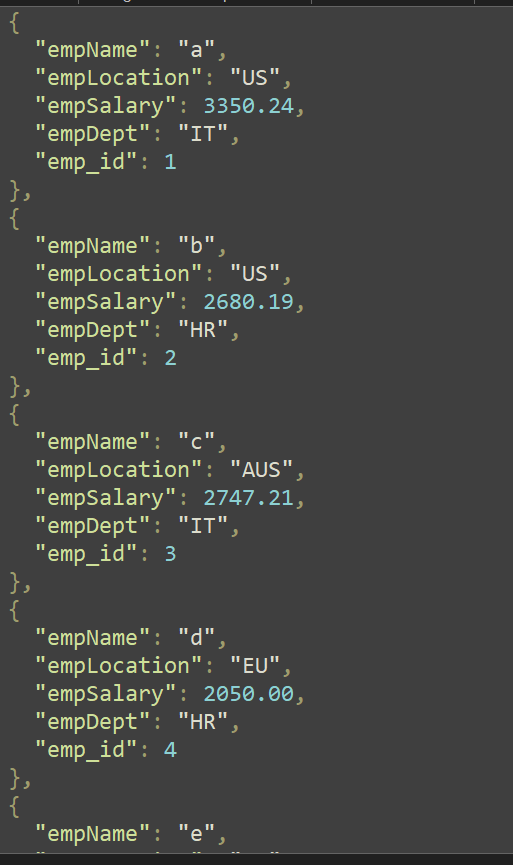 {
"empName": "a",
"empLocation": "US",
"empSalary": 3350.24,
"empDept": "IT",
"emp_id": 1
},
{
"empName": "b",
"empLocation": "US",
"empSalary": 2680.19,
"empDept": "HR",
"emp_id": 2
},
{
"empName": "c",
"empLocation": "AUS",
"empSalary": 2747.21,
"empDept": "IT",
"emp_id": 3
},
{
"empName": "d",
"empLocation": "EU",
"empSalary": 2050.00,
"empDept": "HR",
"emp_id": 4
},
{
"empName": "e",